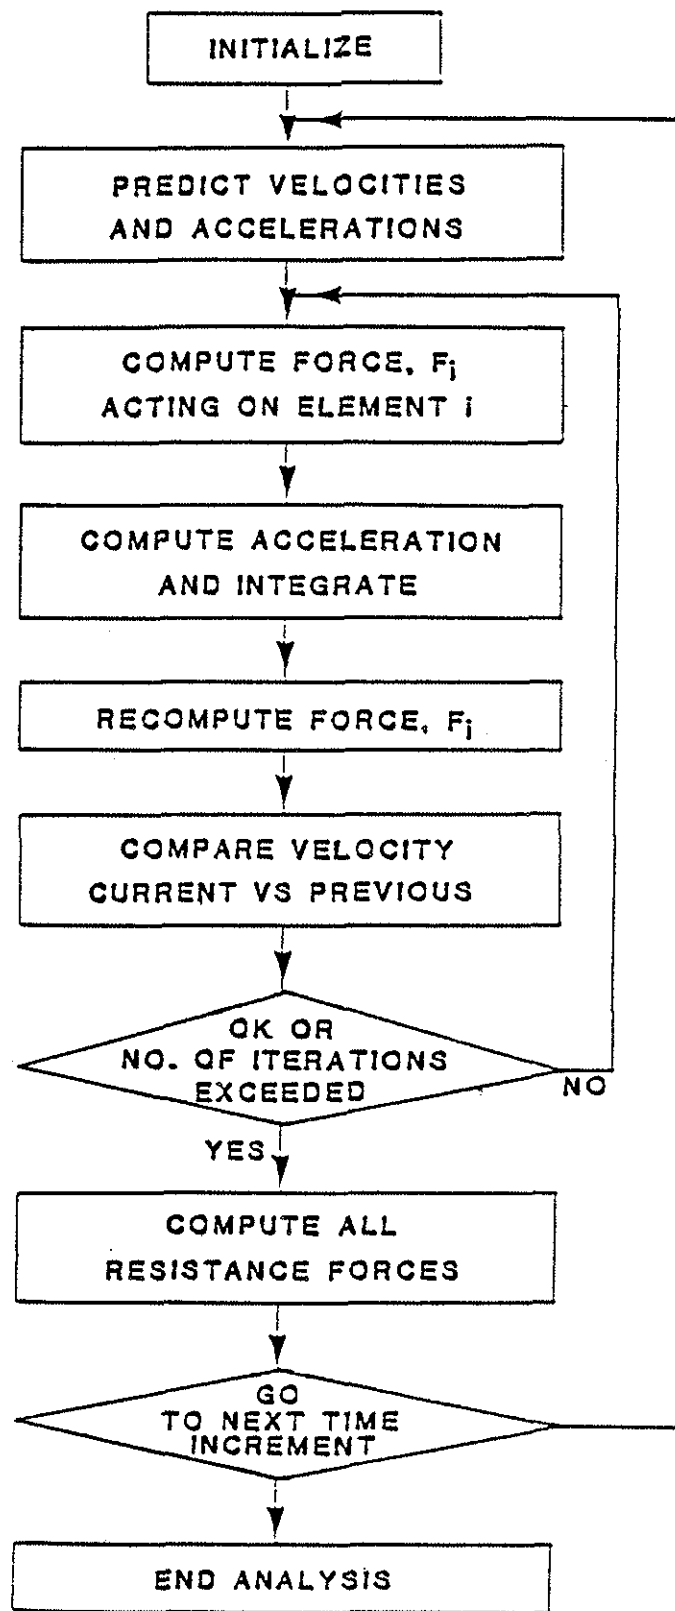 INITIALIZE
PREDICT VELOCITIES
AND ACCELERATIONS
COMPUTE FORCE, Fj
ACTING ON ELEMENT i
COMPUTE ACCELERATION
AND INTEGRATE
RECOMPUTE FORCE, Fj
COMPARE VELOCITY
CURRENT VS PREVIOUS
OK OR
NO. OF ITERATIONS
EXCEEDED
NO
YES
COMPUTE ALL
RESISTANCE FORCES
GO
TO NEXT TIME
INCREMENT
END ANALYSIS